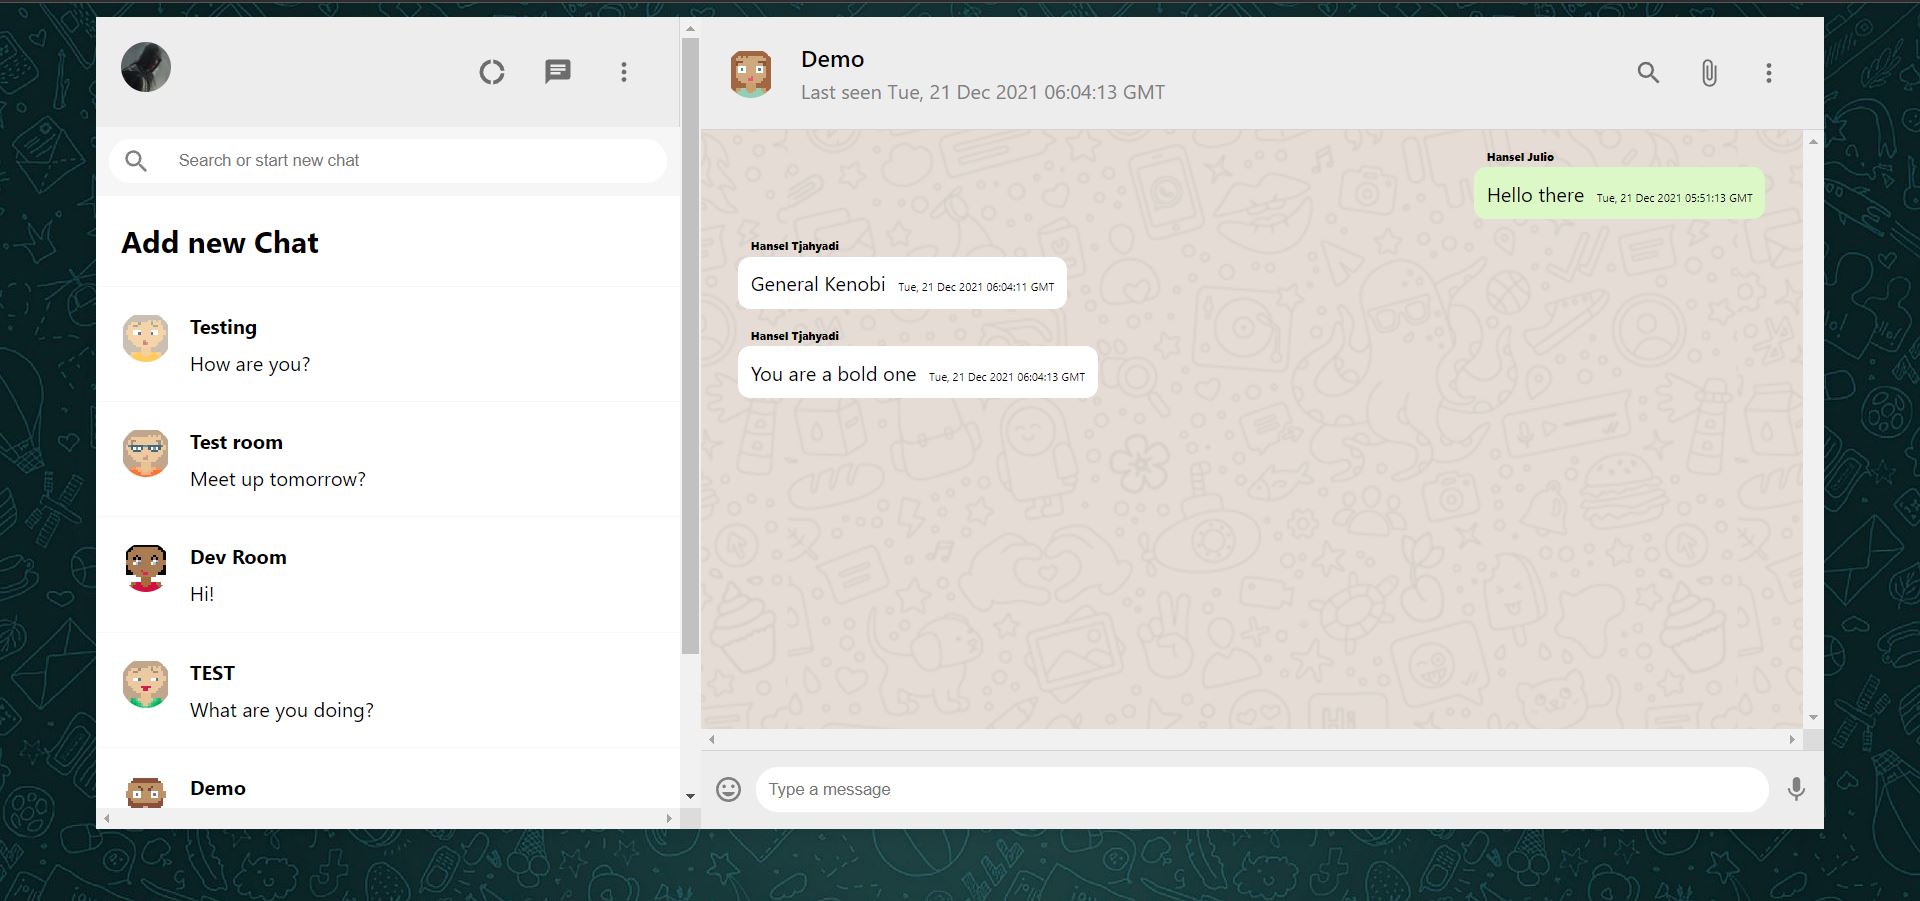 Search or start new chat
Add new Chat
Testing
How are you?
Test room
Meet up tomorrow?
Dev Room
Hi!
TEST
What are you doing?
Demo
Demo
Last seen Tue, 21 Dec 2021 06:04:13 GMT
Hansel Julio
Hello there Tue, 21 Dec 2021 05:51:13 GMT
Hansel Tjahyadi
General Kenobi Tue, 21 Dec 2021 06:04:11 GMT
Hansel Tjahyadi
You are a bold one Tue, 21 Dec 2021 06:04:13 GMT
Hi
Type a message